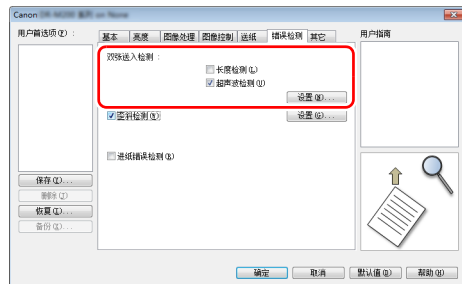 Canon on None
用户首选项(F)：
基本 亮度 图像处理 图像控制 送纸 错误检测 其它
用户指南
双张送入检测：
长度检测(L)
超声波检测(U)
设置(N)...
歪斜检测(K)
设置(G)...
进纸错误检测(B)
保存(V)...
删除(J)
恢复(T)...
备份(X)...
确定 取消 默认值(D) 帮助(H)